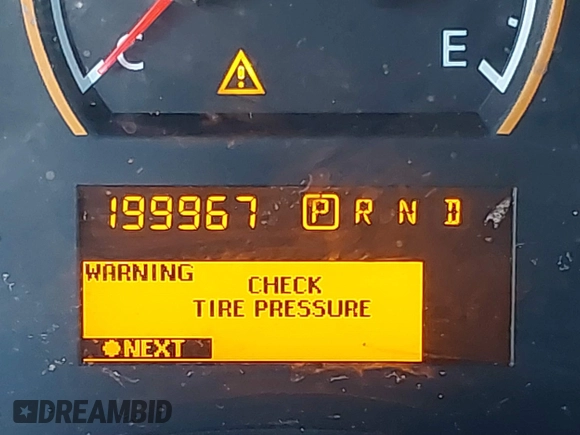 C
E
199967 P R N D
WARNING
CHECK
TIRE PRESSURE
NEXT
DREAMBID